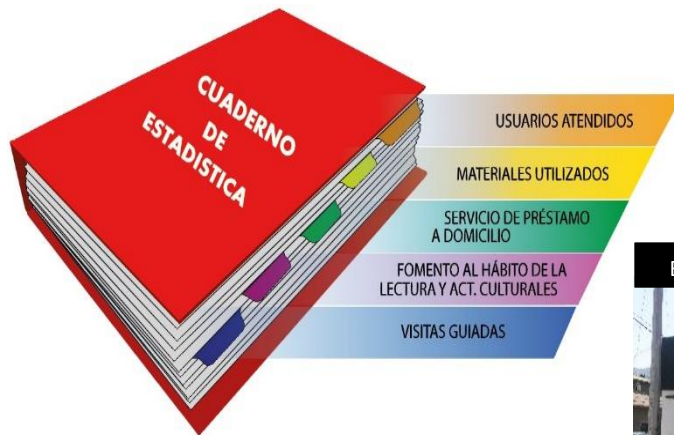 CUADERNO
DE
ESTADISTICA
USUARIOS ATENDIDOS
MATERIALES UTILIZADOS
SERVICIO DE PRÉSTAMO
A DOMICILIO
FOMENTO AL HÁBITO DE LA
LECTURA Y ACT. CULTURALES
VISITAS GUIADAS